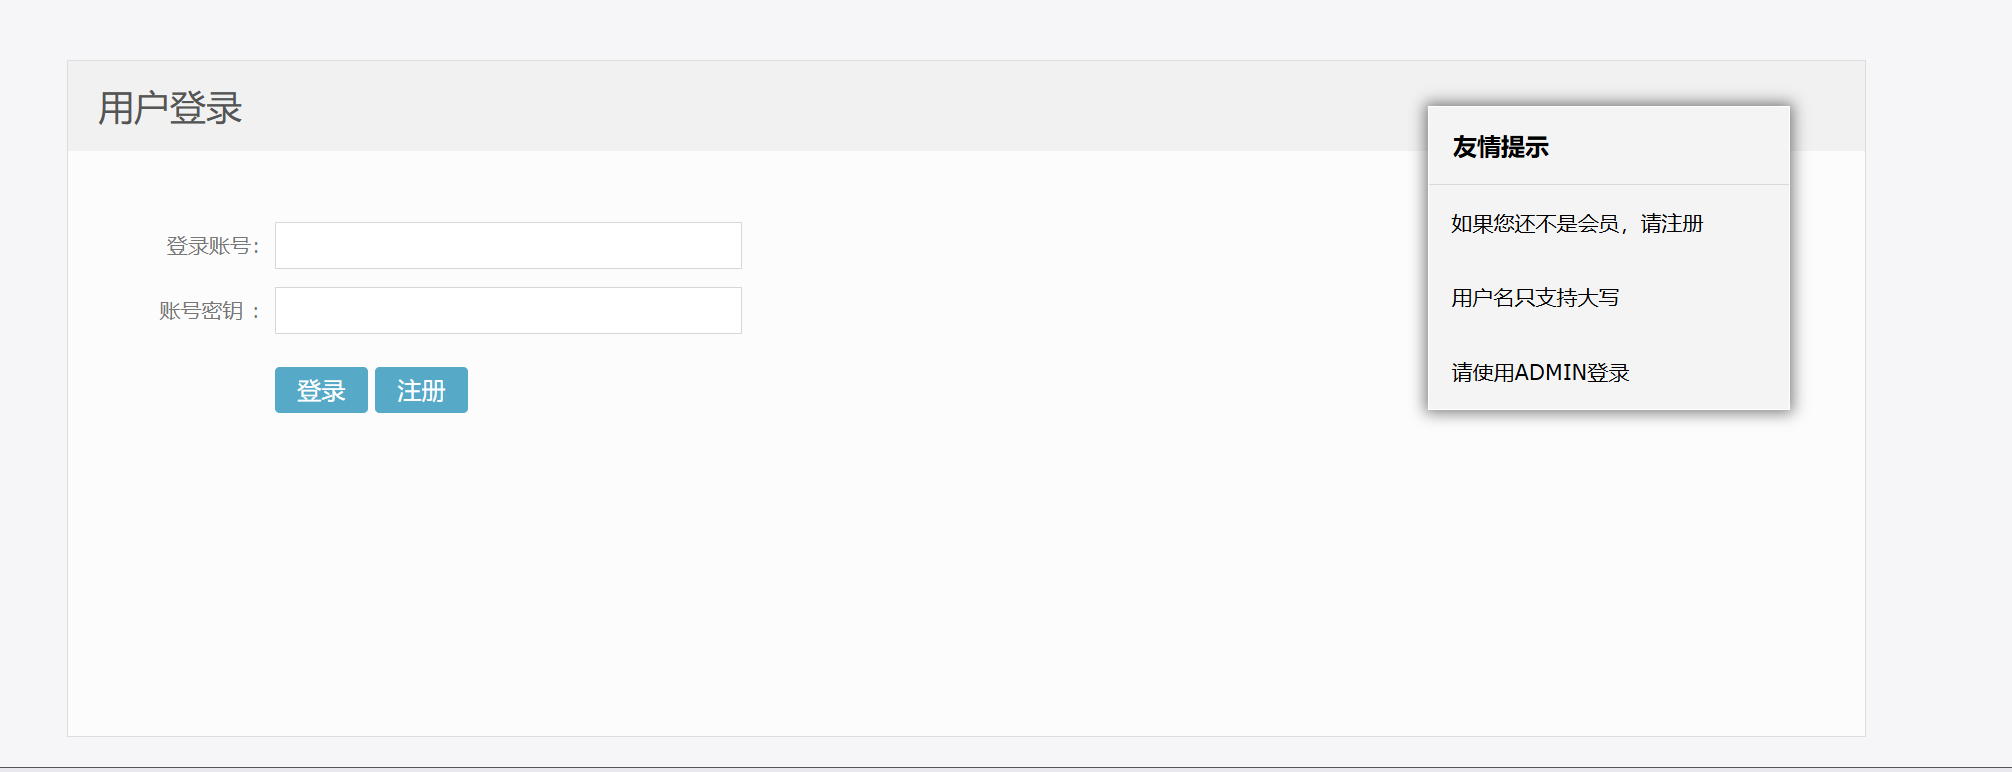 用户登录
友情提示
如果您还不是会员，请注册
登录账号：
用户名只支持大写
账号密钥 ：
请使用ADMIN登录
登录 注册